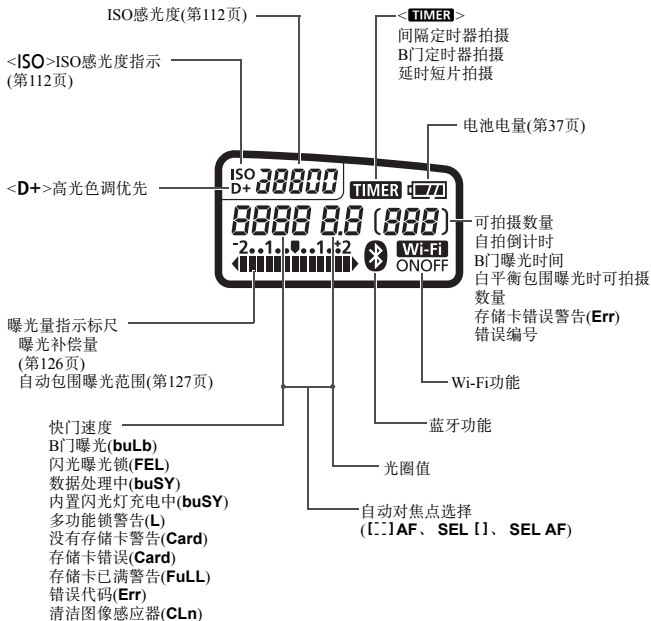 ISO感光度(第112页)
<TIMER>
间隔定时器拍摄
B门定时器拍摄
延时短片拍摄
<ISO>ISO感光度指示
(第112页)
电池电量(第37页)
<D+>高光色调优先
ISO
D+ 28800 TIMER
8888 8.8 (888)
-2..1..0..1..+2 Wi-Fi
ONOFF
可拍摄数量
自拍倒计时
B门曝光时间
白平衡包围曝光时可拍摄
数量
存储卡错误警告(Err)
错误编号
曝光量指示标尺
曝光补偿量
(第126页)
自动包围曝光范围(第127页)
Wi-Fi功能
蓝牙功能
光圈值
自动对焦点选择
([ ]AF、 SEL [ ]、 SEL AF)
快门速度
B门曝光(buLb)
闪光曝光锁(FEL)
数据处理中(buSY)
内置闪光灯充电中(buSY)
多功能锁警告(L)
没有存储卡警告(Card)
存储卡错误(Card)
存储卡已满警告(FuLL)
错误代码(Err)
清洁图像感应器(CLn)